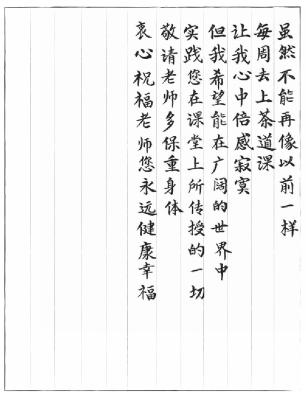 虽然不能再像以前一样
每周去上茶道课
让我心中倍感寂寞
但我希望能在广阔的世界中
实践您在课堂上所传授的一切
敬请老师多保重身体
衷心祝福老师您永远健康幸福